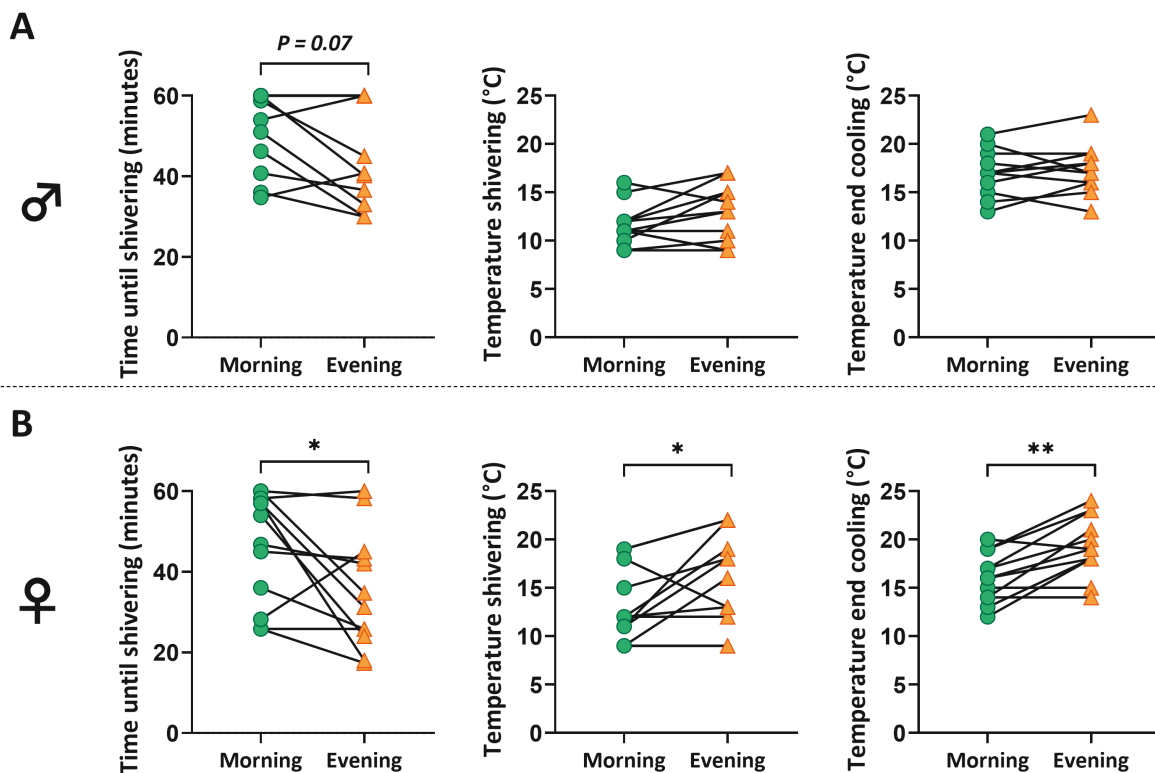 A
P = 0.07
Time until shivering (minutes)
60
40
20
0
Morning Evening
Temperature shivering (°C)
25
20
15
10
5
0
Morning Evening
Temperature end cooling (°C)
25
20
15
10
5
0
Morning Evening
♂
B
*
Time until shivering (minutes)
60
40
20
0
Morning Evening
*
Temperature shivering (°C)
25
20
15
10
5
0
Morning Evening
**
Temperature end cooling (°C)
25
20
15
10
5
0
Morning Evening
♀